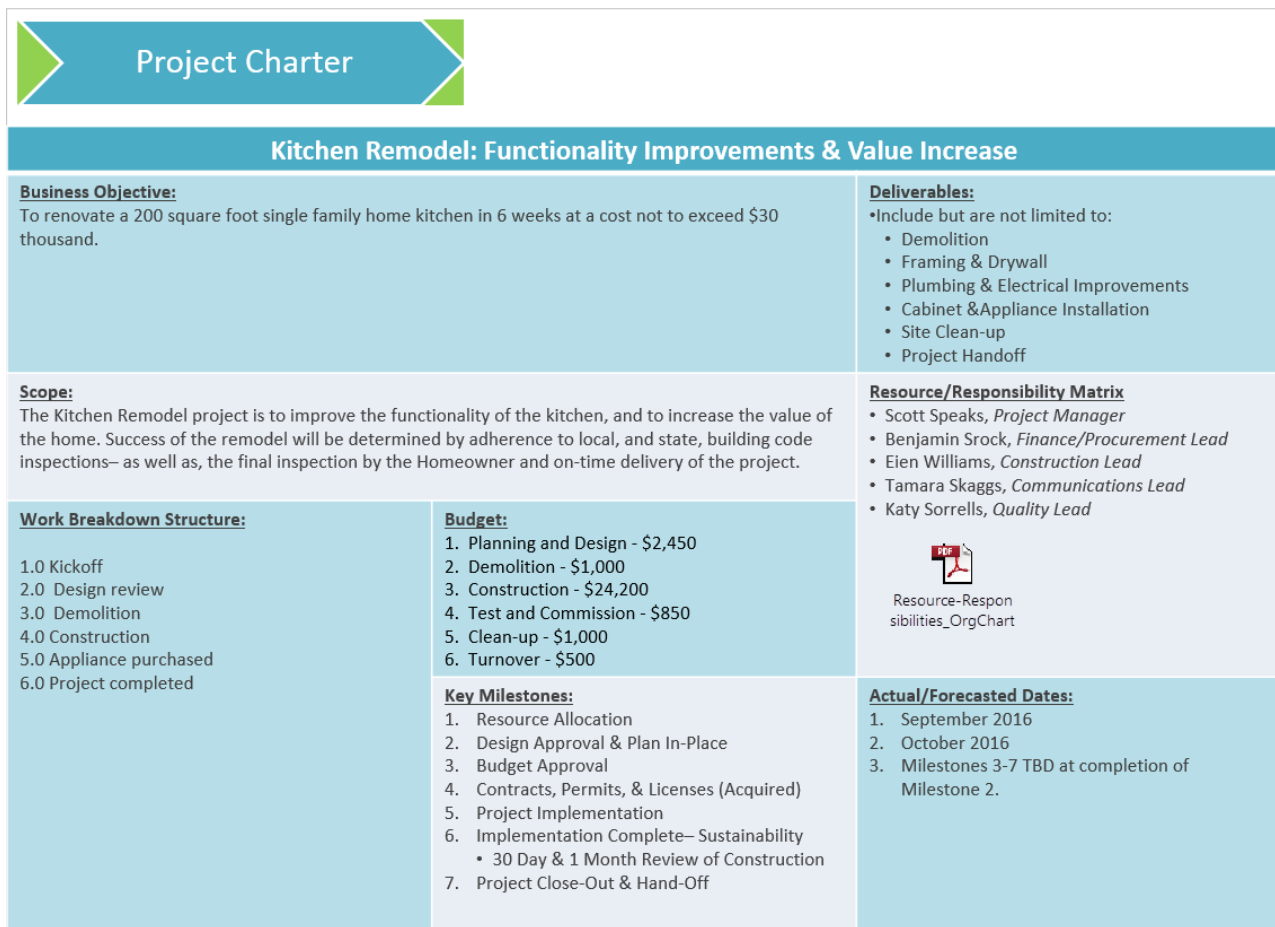 Project Charter
Kitchen Remodel: Functionality Improvements & Value Increase
Business Objective:
To renovate a 200 square foot single family home kitchen in 6 weeks at a cost not to exceed $30
thousand.
Deliverables:
•Include but are not limited to:
• Demolition
• Framing & Drywall
• Plumbing & Electrical Improvements
• Cabinet &Appliance Installation
• Site Clean-up
• Project Handoff
Scope:
The Kitchen Remodel project is to improve the functionality of the kitchen, and to increase the value of
the home. Success of the remodel will be determined by adherence to local, and state, building code
inspections– as well as, the final inspection by the Homeowner and on-time delivery of the project.
Resource/Responsibility Matrix
• Scott Speaks, Project Manager
• Benjamin Srock, Finance/Procurement Lead
• Eien Williams, Construction Lead
• Tamara Skaggs, Communications Lead
• Katy Sorrells, Quality Lead
PDF
Resource-Respon
sibilities_OrgChart
Work Breakdown Structure:
1.0 Kickoff
2.0 Design review
3.0 Demolition
4.0 Construction
5.0 Appliance purchased
6.0 Project completed
Budget:
1. Planning and Design - $2,450
2. Demolition - $1,000
3. Construction - $24,200
4. Test and Commission - $850
5. Clean-up - $1,000
6. Turnover - $500
Key Milestones:
1. Resource Allocation
2. Design Approval & Plan In-Place
3. Budget Approval
4. Contracts, Permits, & Licenses (Acquired)
5. Project Implementation
6. Implementation Complete– Sustainability
• 30 Day & 1 Month Review of Construction
7. Project Close-Out & Hand-Off
Actual/Forecasted Dates:
1. September 2016
2. October 2016
3. Milestones 3-7 TBD at completion of
Milestone 2.